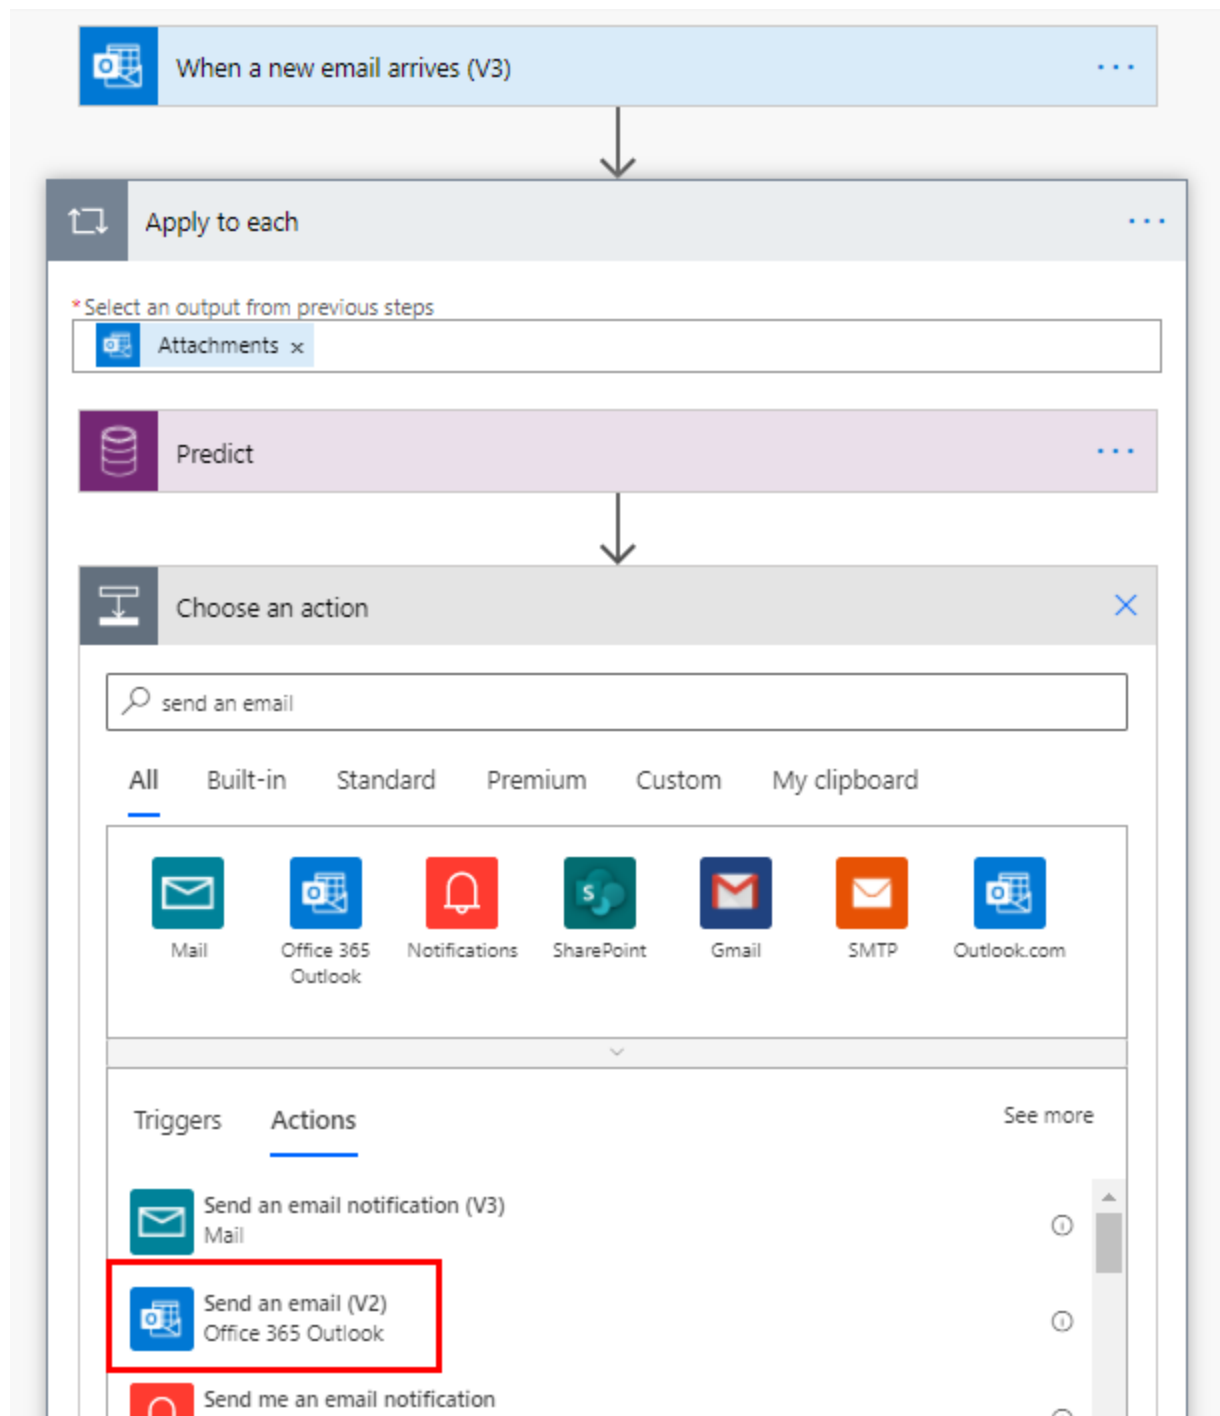 When a new email arrives (V3)
Apply to each
* Select an output from previous steps
Attachments ×
Predict
Choose an action
send an email
All Built-in Standard Premium Custom My clipboard
Mail Office 365 Outlook Notifications SharePoint Gmail SMTP Outlook.com
Triggers Actions See more
Send an email notification (V3)
Mail
Send an email (V2)
Office 365 Outlook
Send me an email notification